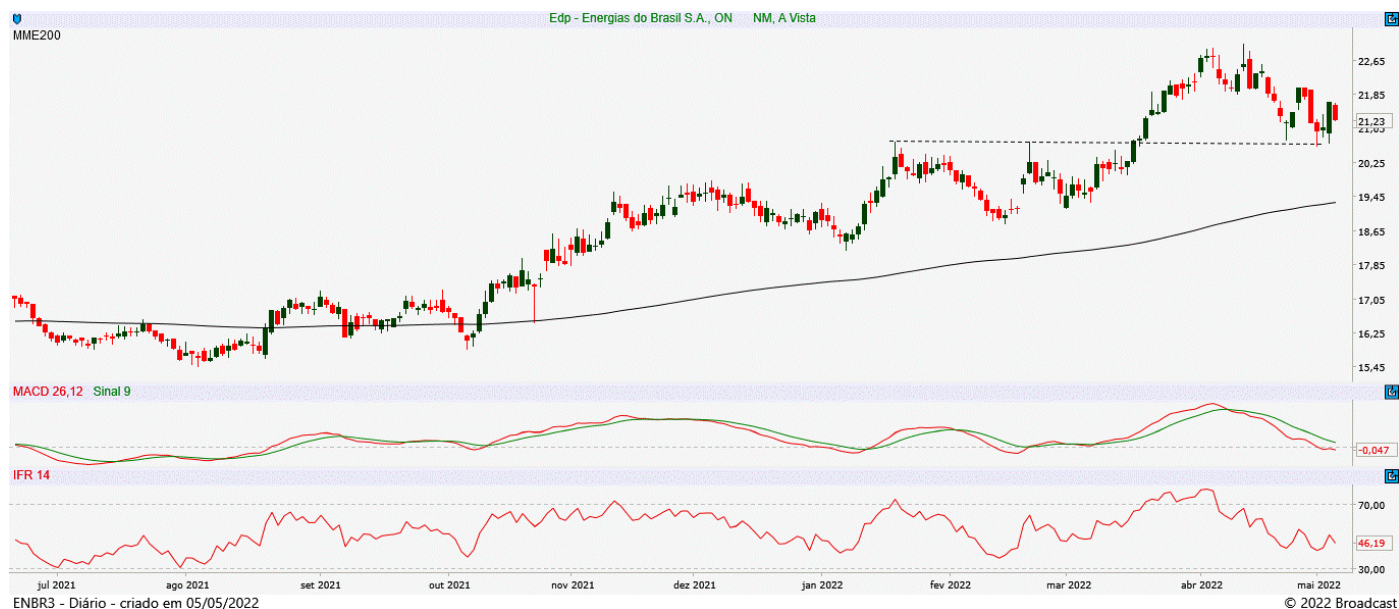 Edp - Energias do Brasil S.A., ON NM, A Vista
MME200
22,65
21,85
21,23
21,05
20,25
19,45
18,65
17,85
17,05
16,25
15,45
MACD 26,12 Sinal 9
-0,047
IFR 14
70,00
46,19
30,00
jul 2021 ago 2021 set 2021 out 2021 nov 2021 dez 2021 jan 2022 fev 2022 mar 2022 abr 2022 mai 2022
ENBR3 - Diário - criado em 05/05/2022 © 2022 Broadcast